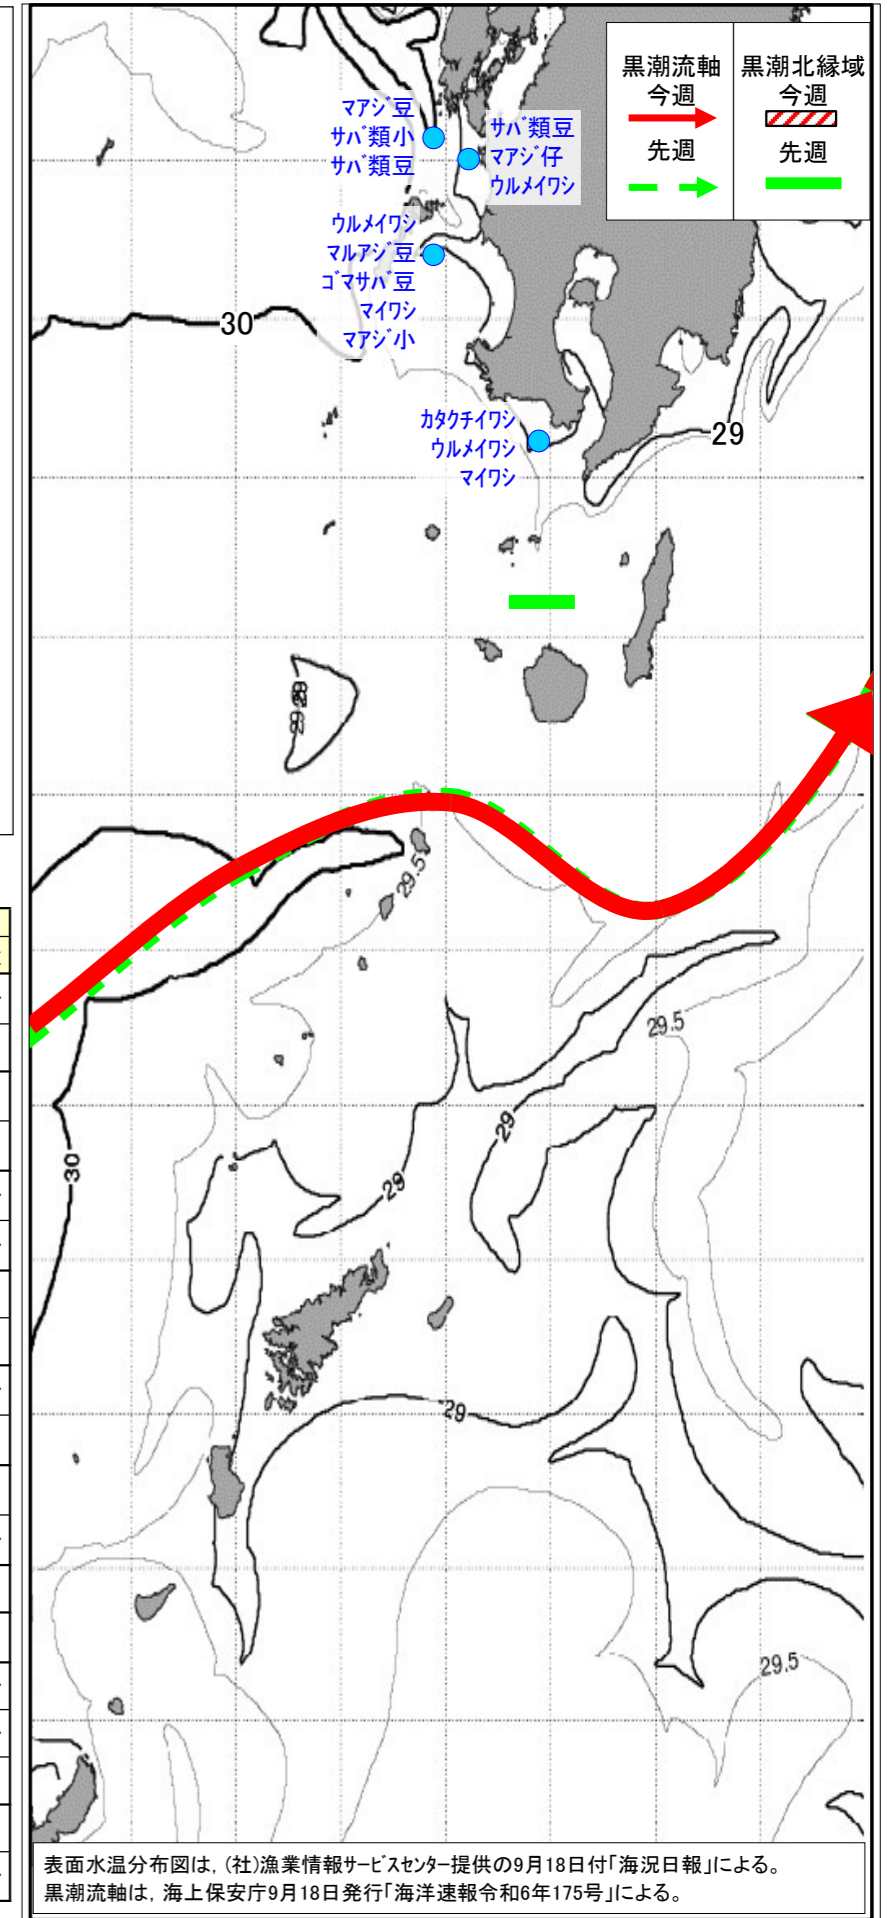 黒潮流軸
今週
先週
黒潮北縁域
今週
先週
マアジ豆
サバ類小
サバ類豆
サバ類豆
マアジ仔
ウルメイワシ
ウルメイワシ
マルアジ豆
ゴマサバ豆
マイワシ
マアジ小
30
カタクチイワシ
ウルメイワシ
マイワシ
29
29
29
29.5
29.5
29
30
29
29
29.5
表面水温分布図は，(社)漁業情報サービスセンター提供の9月18日付「海況日報」による。
黒潮流軸は，海上保安庁9月18日発行「海洋速報令和6年175号」による。